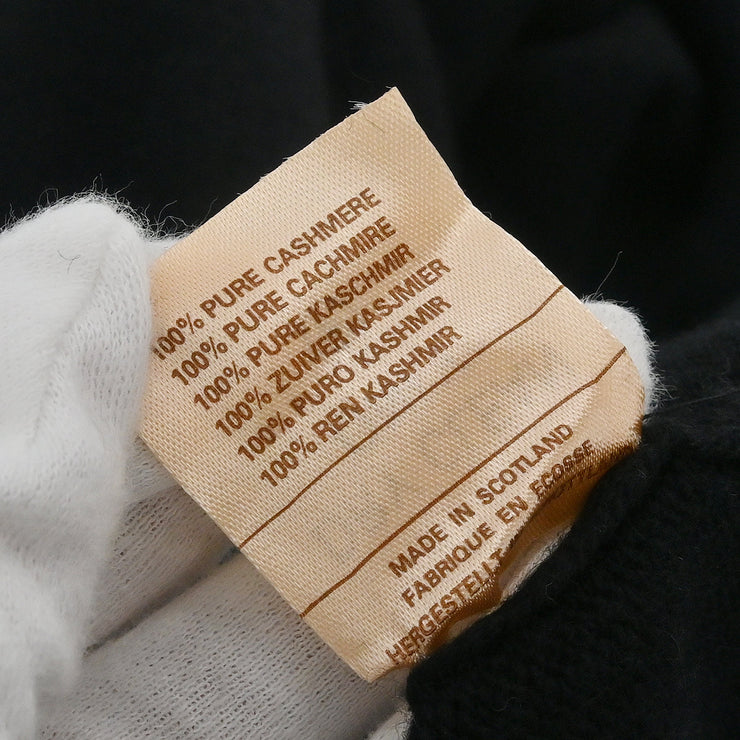 100% PURE CASHMERE
100% PURE CACHMIRE
100% PURE KASCHMIR
100% ZUIVER KASJMIER
100% PURO KASHMIR
100% REN KASHMIR
MADE IN SCOTLAND
FABRIQUE EN ECOSSE
HERGESTELLT